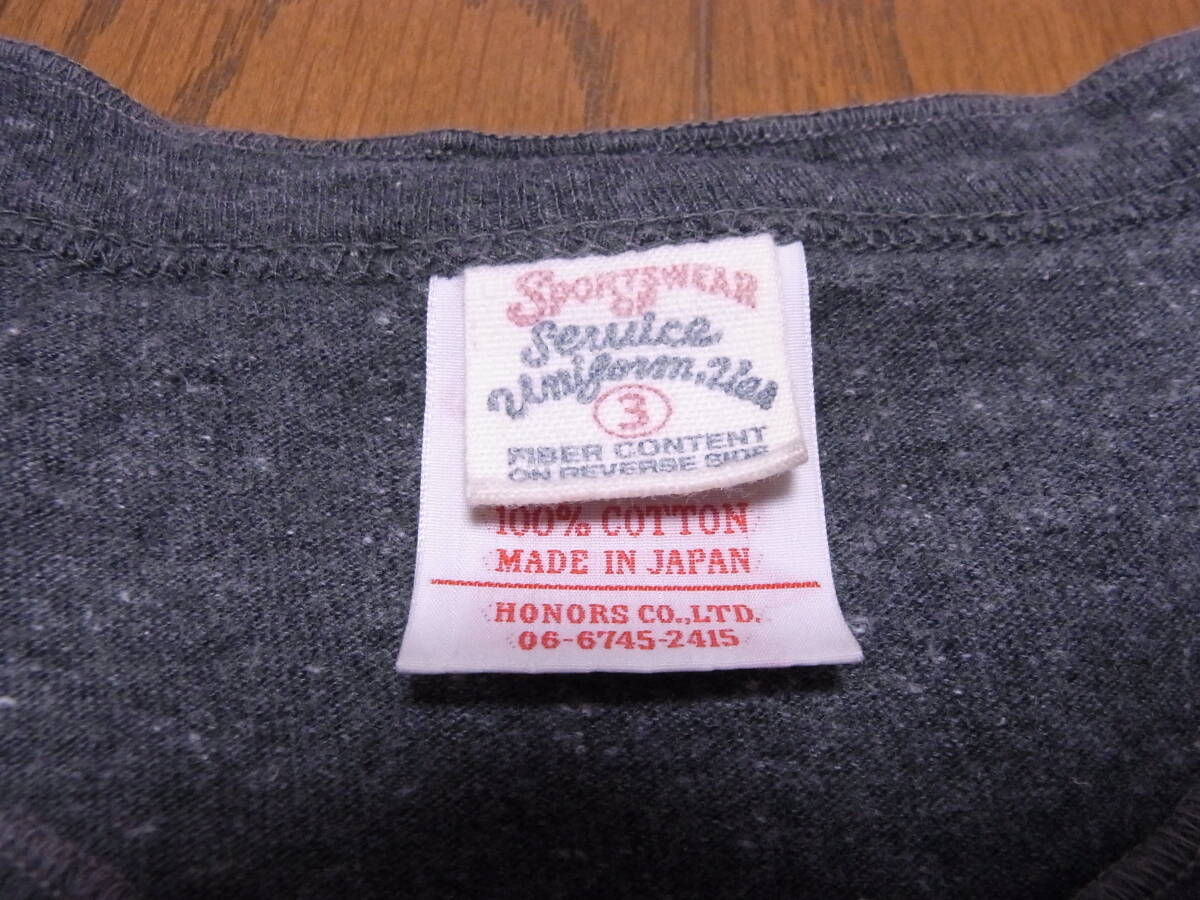 SPORTSWEAR
OF
Service
Uniform,
3
FIBER CONTENT
ON REVERSE SIDE
100% COTTON
MADE IN JAPAN
HONORS CO.,LTD.
06-6745-2415